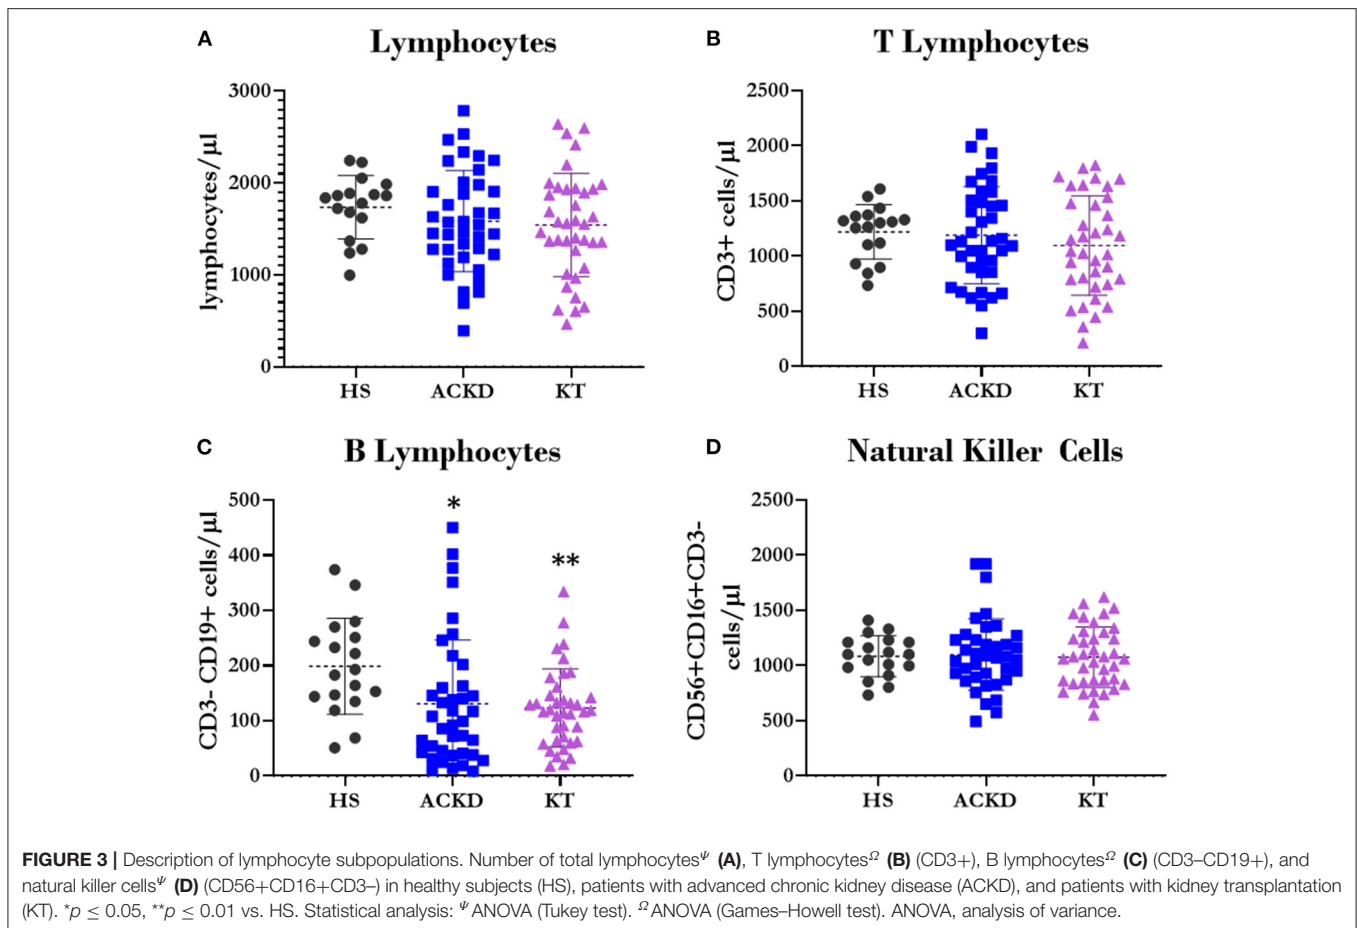 A
Lymphocytes
lymphocytes/µl
3000
2000
1000
0
HS
ACKD
KT
B
T Lymphocytes
CD3+ cells/µl
2500
2000
1500
1000
500
0
HS
ACKD
KT
C
B Lymphocytes
CD3- CD19+ cells/µl
500
400
300
200
100
0
*
**
HS
ACKD
KT
D
Natural Killer Cells
CD56+CD16+CD3-
cells/µl
2500
2000
1500
1000
500
0
HS
ACKD
KT
FIGURE 3 | Description of lymphocyte subpopulations. Number of total lymphocytesΨ (A), T lymphocytesΩ (B) (CD3+), B lymphocytesΩ (C) (CD3–CD19+), and
natural killer cellsΨ (D) (CD56+CD16+CD3–) in healthy subjects (HS), patients with advanced chronic kidney disease (ACKD), and patients with kidney transplantation
(KT). *p ≤ 0.05, **p ≤ 0.01 vs. HS. Statistical analysis: ΨANOVA (Tukey test). ΩANOVA (Games–Howell test). ANOVA, analysis of variance.